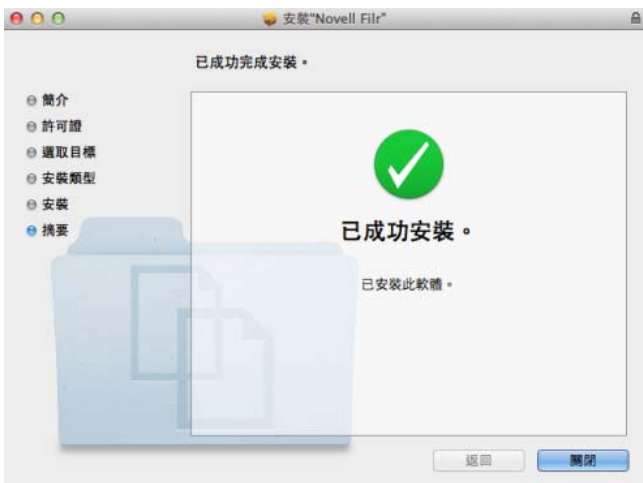 安裝"Novell Filr"
已成功完成安裝。
簡介
許可證
選取目標
安裝類型
安裝
摘要
已成功安裝。
已安裝此軟體。
返回
關閉